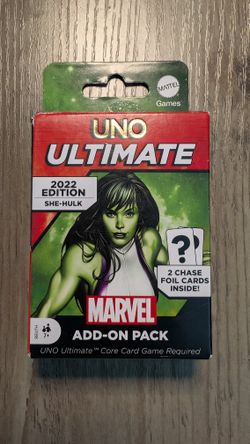 MATTEL
Games
UNO
ULTIMATE
2022
EDITION
SHE-HULK
?
2 CHASE
FOIL CARDS
INSIDE!
MARVEL
ADD-ON PACK
7+
UNO Ultimate™ Core Card Game Required